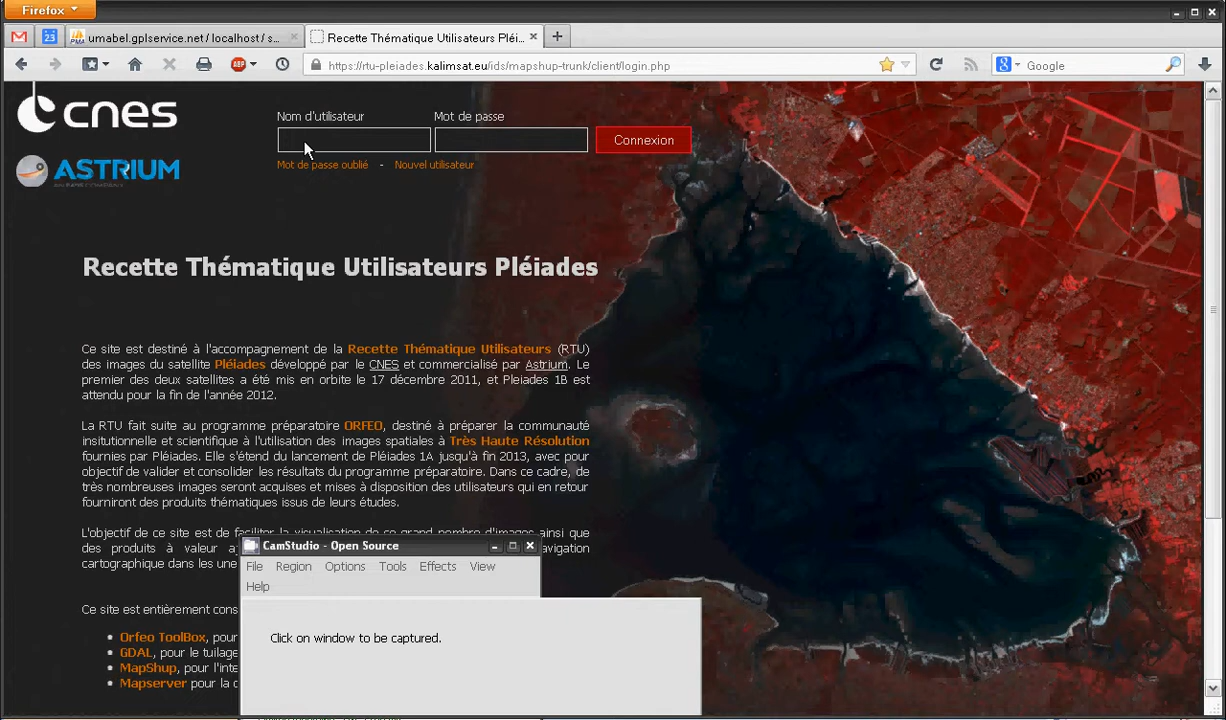 Firefox
23
PMA
umabel.gplservice.net / localhost / s...
Recette Thématique Utilisateurs Pléi...
https://rtu-pleiades.kalimsat.eu/ids/mapshup-trunk/client/login.php
ABP
8
Google
cnes
ASTRIUM
Nom d'utilisateur
Mot de passe
Connexion
Mot de passe oublié - Nouvel utilisateur
Recette Thématique Utilisateurs Pléiades
Ce site est destiné à l'accompagnement de la Recette Thématique Utilisateurs (RTU)
des images du satellite Pléiades développé par le CNES et commercialisé par Astrium. Le
premier des deux satellites a été mis en orbite le 17 décembre 2011, et Pleiades 1B est
attendu pour la fin de l'année 2012.
La RTU fait suite au programme préparatoire ORFEO, destiné à préparer la communauté
insitutionnelle et scientifique à l'utilisation des images spatiales à Très Haute Résolution
fournies par Pléiades. Elle s'étend du lancement de Pléiades 1A jusqu'à fin 2013, avec pour
objectif de valider et consolider les résultats du programme préparatoire. Dans ce cadre, de
très nombreuses images seront acquises et mises à disposition des utilisateurs qui en retour
fourniront des produits thématiques issus de leurs études.
L'objectif de ce site est de faciliter la visualisation de ce grand nombre d'images ainsi que
des produits à valeur aj avigation
cartographique dans les une
Ce site est entièrement cons
Orfeo ToolBox, pour
GDAL, pour le tuilage
MapShup, pour l'inte
Mapserver pour la c
CamStudio - Open Source
File Region Options Tools Effects View
Help
Click on window to be captured.